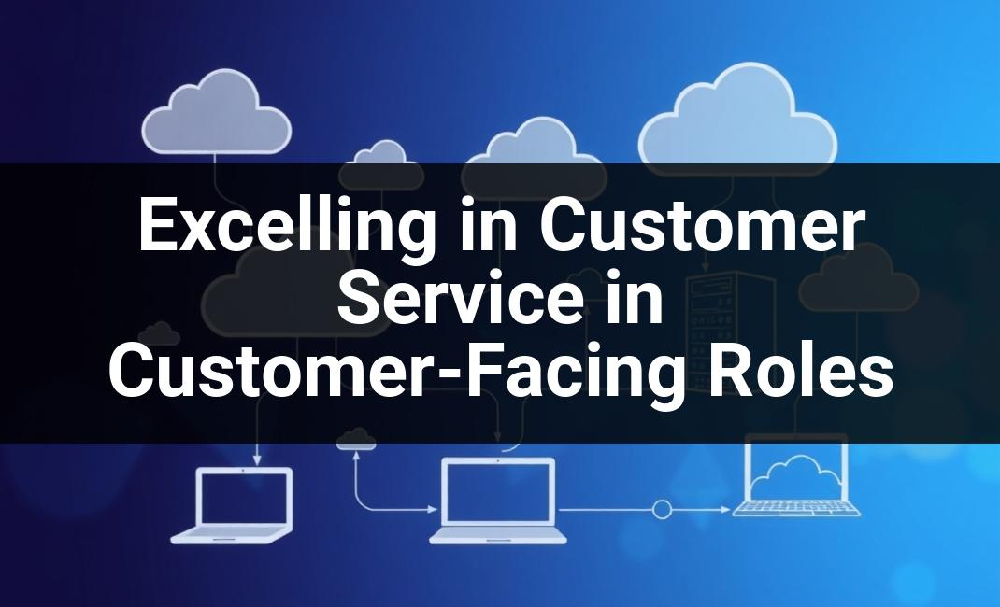 Excelling in Customer
Service in
Customer-Facing Roles